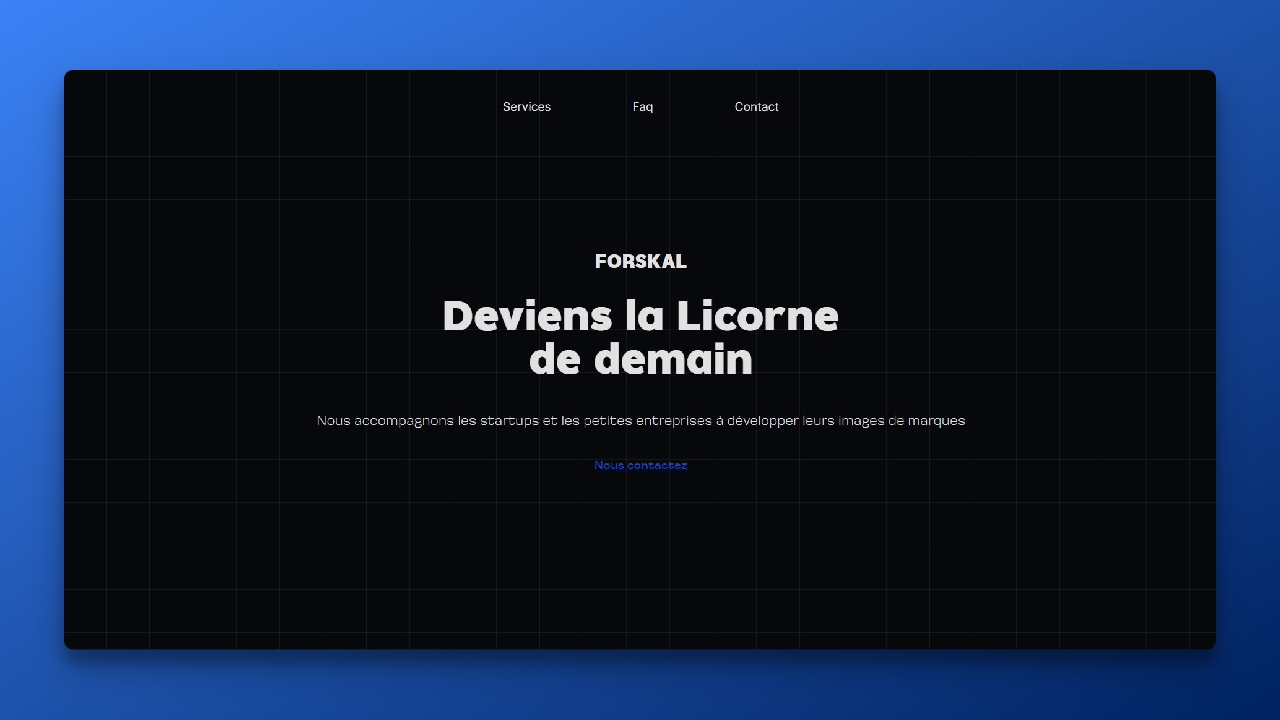 Services Faq Contact
FORSKAL
Deviens la Licorne
de demain
Nous accompagnons les startups et les petites entreprises à développer leurs images de marques
Nous contactez